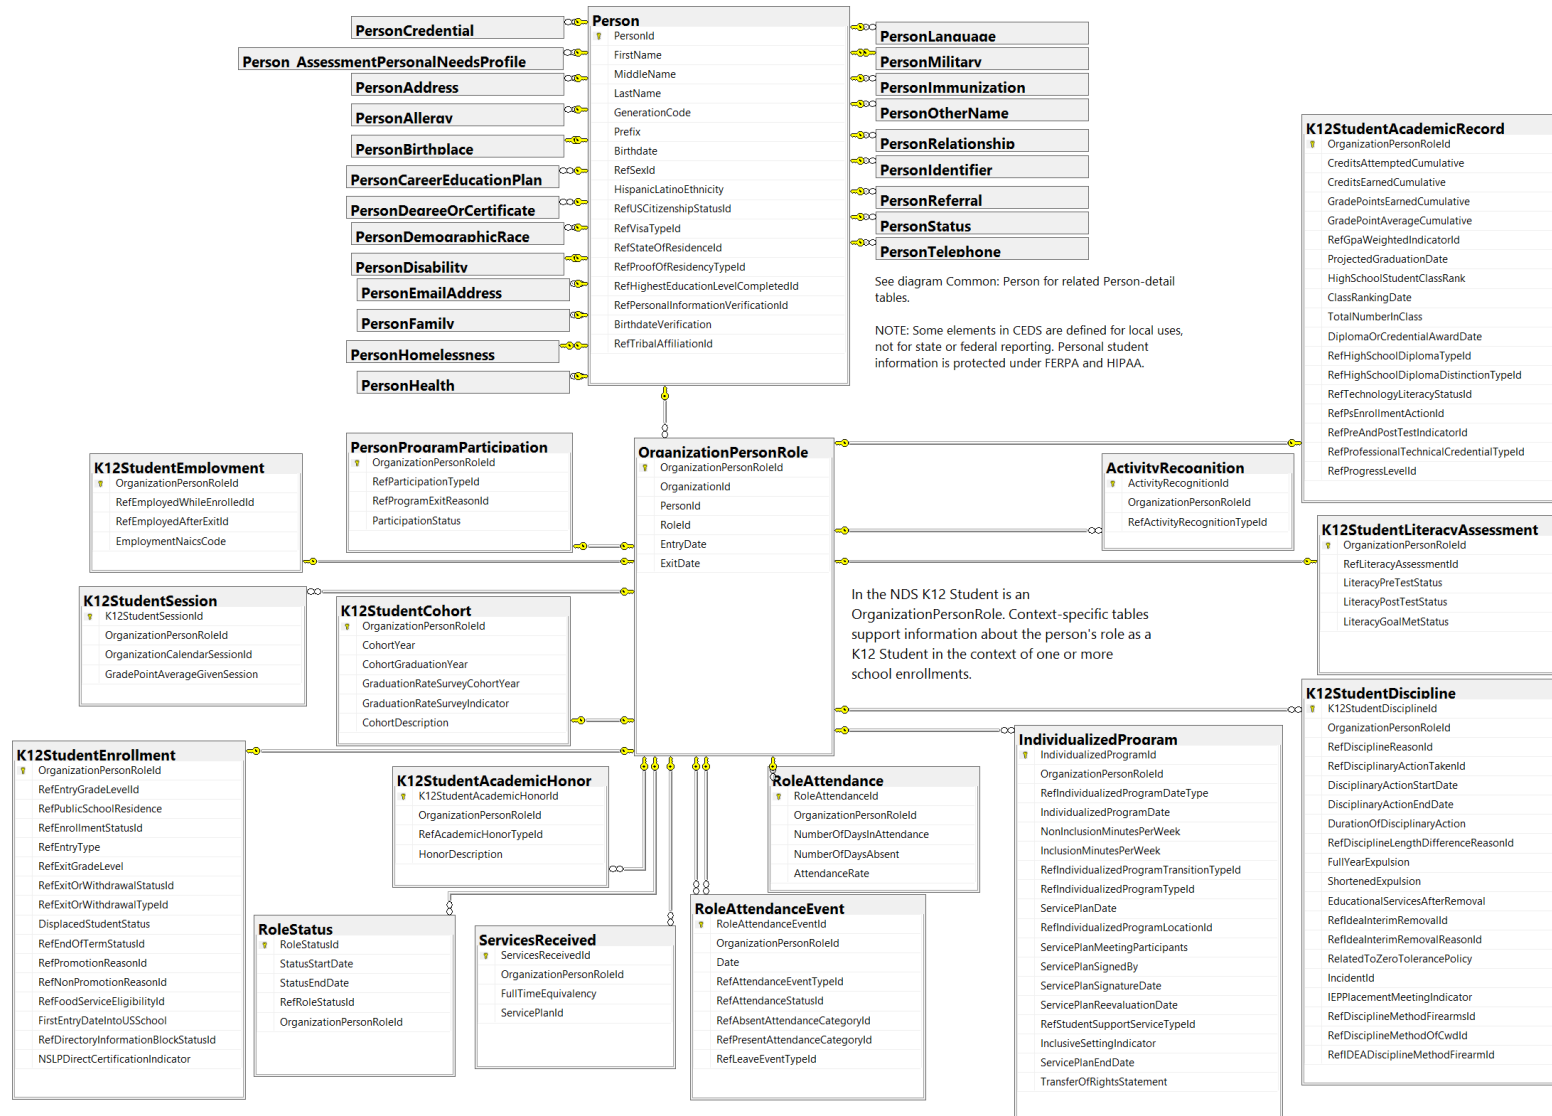 PersonCredential
Person_AssessmentPersonalNeedsProfile
PersonAddress
PersonAllergy
PersonBirthplace
PersonCareerEducationPlan
PersonDegreeOrCertificate
PersonDemographicRace
PersonDisability
PersonEmailAddress
PersonFamily
PersonHomelessness
PersonHealth
Person
PersonId
FirstName
MiddleName
LastName
GenerationCode
Prefix
Birthdate
RefSexId
HispanicLatinoEthnicity
RefUSCitizenshipStatusId
RefVisaTypeId
RefStateOfResidenceId
RefProofOfResidencyTypeId
RefHighestEducationLevelCompletedId
RefPersonalInformationVerificationId
BirthdateVerification
RefTribalAffiliationId
PersonLanguage
PersonMilitary
PersonImmunization
PersonOtherName
PersonRelationship
PersonIdentifier
PersonReferral
PersonStatus
PersonTelephone
See diagram Common: Person for related Person-detail
tables.
NOTE: Some elements in CEDS are defined for local uses,
not for state or federal reporting. Personal student
information is protected under FERPA and HIPAA.
K12StudentAcademicRecord
OrganizationPersonRoleId
CreditsAttemptedCumulative
CreditsEarnedCumulative
GradePointsEarnedCumulative
GradePointAverageCumulative
RefGpaWeightedIndicatorId
ProjectedGraduationDate
HighSchoolStudentClassRank
ClassRankingDate
TotalNumberInClass
DiplomaOrCredentialAwardDate
RefHighSchoolDiplomaTypeId
RefHighSchoolDiplomaDistinctionTypeId
RefTechnologyLiteracyStatusId
RefPsEnrollmentActionId
RefPreAndPostTestIndicatorId
RefProfessionalTechnicalCredentialTypeId
RefProgressLevelId
K12StudentEmployment
OrganizationPersonRoleId
RefEmployedWhileEnrolledId
RefEmployedAfterExitId
EmploymentNaicsCode
PersonProgramParticipation
OrganizationPersonRoleId
RefParticipationTypeId
RefProgramExitReasonId
ParticipationStatus
OrganizationPersonRole
OrganizationPersonRoleId
OrganizationId
PersonId
RoleId
EntryDate
ExitDate
ActivityRecognition
ActivityRecognitionId
OrganizationPersonRoleId
RefActivityRecognitionTypeId
K12StudentLiteracyAssessment
OrganizationPersonRoleId
RefLiteracyAssessmentId
LiteracyPreTestStatus
LiteracyPostTestStatus
LiteracyGoalMetStatus
K12StudentSession
K12StudentSessionId
OrganizationPersonRoleId
OrganizationCalendarSessionId
GradePointAverageGivenSession
K12StudentCohort
OrganizationPersonRoleId
CohortYear
CohortGraduationYear
GraduationRateSurveyCohortYear
GraduationRateSurveyIndicator
CohortDescription
In the NDS K12 Student is an
OrganizationPersonRole. Context-specific tables
support information about the person's role as a
K12 Student in the context of one or more
school enrollments.
K12StudentDiscipline
K12StudentDisciplineId
OrganizationPersonRoleId
RefDisciplineReasonId
RefDisciplinaryActionTakenId
DisciplinaryActionStartDate
DisciplinaryActionEndDate
DurationOfDisciplinaryAction
RefDisciplineLengthDifferenceReasonId
FullYearExpulsion
ShortenedExpulsion
EducationalServicesAfterRemoval
RefIdeaInterimRemovalId
RefIdeaInterimRemovalReasonId
RelatedToZeroTolerancePolicy
IncidentId
IEPPlacementMeetingIndicator
RefDisciplineMethodFirearmsId
RefDisciplineMethodOfCwdId
RefIDEADisciplineMethodFirearmId
K12StudentEnrollment
OrganizationPersonRoleId
RefEntryGradeLevelId
RefPublicSchoolResidence
RefEnrollmentStatusId
RefEntryType
RefExitGradeLevel
RefExitOrWithdrawalStatusId
RefExitOrWithdrawalTypeId
DisplacedStudentStatus
RefEndOfTermStatusId
RefPromotionReasonId
RefNonPromotionReasonId
RefFoodServiceEligibilityId
FirstEntryDateIntoUSSchool
RefDirectoryInformationBlockStatusId
NSLPDirectCertificationIndicator
K12StudentAcademicHonor
K12StudentAcademicHonorId
OrganizationPersonRoleId
RefAcademicHonorTypeId
HonorDescription
RoleAttendance
RoleAttendanceId
OrganizationPersonRoleId
NumberOfDaysInAttendance
NumberOfDaysAbsent
AttendanceRate
IndividualizedProgram
IndividualizedProgramId
OrganizationPersonRoleId
RefIndividualizedProgramDateType
IndividualizedProgramDate
NonInclusionMinutesPerWeek
InclusionMinutesPerWeek
RefIndividualizedProgramTransitionTypeId
RefIndividualizedProgramTypeId
ServicePlanDate
RefIndividualizedProgramLocationId
ServicePlanMeetingParticipants
ServicePlanSignedBy
ServicePlanSignatureDate
ServicePlanReevaluationDate
RefStudentSupportServiceTypeId
InclusiveSettingIndicator
ServicePlanEndDate
TransferOfRightsStatement
RoleStatus
RoleStatusId
StatusStartDate
StatusEndDate
RefRoleStatusId
OrganizationPersonRoleId
ServicesReceived
ServicesReceivedId
OrganizationPersonRoleId
FullTimeEquivalency
ServicePlanId
RoleAttendanceEvent
RoleAttendanceEventId
OrganizationPersonRoleId
Date
RefAttendanceEventTypeId
RefAttendanceStatusId
RefAbsentAttendanceCategoryId
RefPresentAttendanceCategoryId
RefLeaveEventTypeId